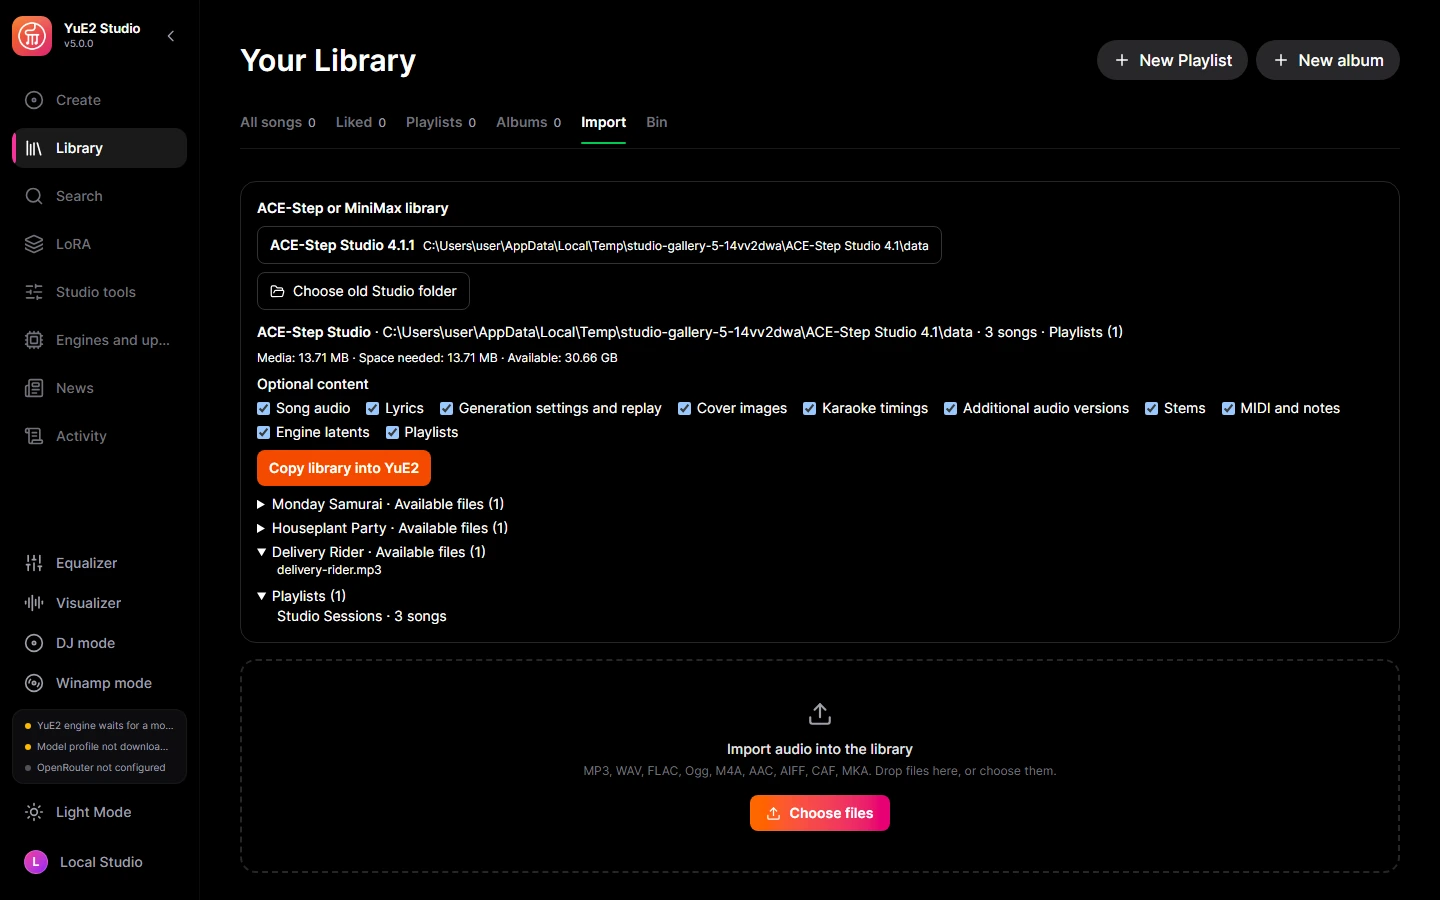 YuE2 Studio
v5.0.0
Create
Library
Search
LoRA
Studio tools
Engines and up...
News
Activity
Equalizer
Visualizer
DJ mode
Winamp mode
YuE2 engine waits for a mo...
Model profile not downloa...
OpenRouter not configured
Light Mode
L Local Studio
Your Library
New Playlist
New album
All songs 0 Liked 0 Playlists 0 Albums 0 Import Bin
ACE-Step or MiniMax library
ACE-Step Studio 4.1.1 C:\Users\user\AppData\Local\Temp\studio-gallery-5-14vv2dwa\ACE-Step Studio 4.1\data
Choose old Studio folder
ACE-Step Studio · C:\Users\user\AppData\Local\Temp\studio-gallery-5-14vv2dwa\ACE-Step Studio 4.1\data · 3 songs · Playlists (1)
Media: 13.71 MB · Space needed: 13.71 MB · Available: 30.66 GB
Optional content
Song audio Lyrics Generation settings and replay Cover images Karaoke timings Additional audio versions Stems MIDI and notes
Engine latents Playlists
Copy library into YuE2
Monday Samurai · Available files (1)
Houseplant Party · Available files (1)
Delivery Rider · Available files (1)
delivery-rider.mp3
Playlists (1)
Studio Sessions · 3 songs
Import audio into the library
MP3, WAV, FLAC, Ogg, M4A, AAC, AIFF, CAF, MKA. Drop files here, or choose them.
Choose files